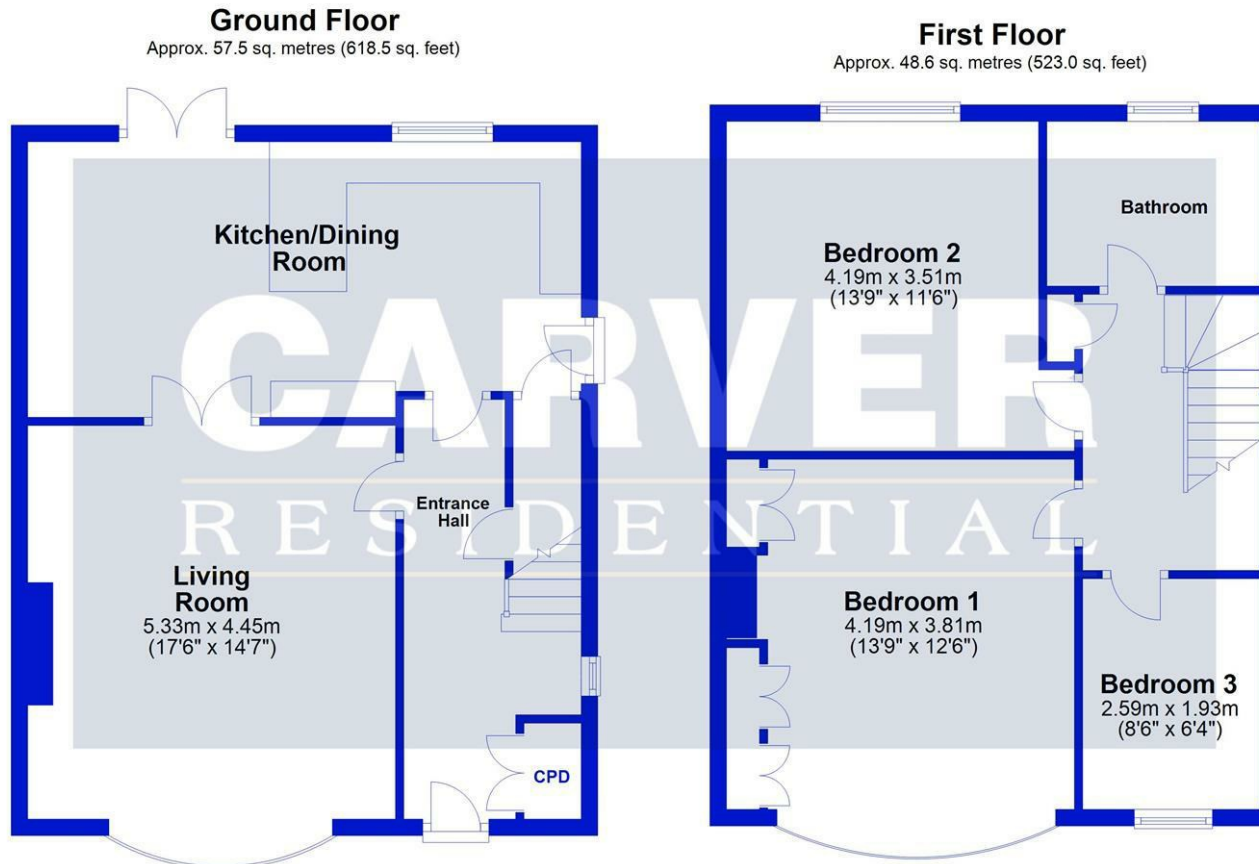 Ground Floor
Approx. 57.5 sq. metres (618.5 sq. feet)
First Floor
Approx. 48.6 sq. metres (523.0 sq. feet)
Kitchen/Dining
Room
Bedroom 2
4.19m x 3.51m
(13'9" x 11'6")
Bathroom
CARVER
RESIDENTIAL
Entrance
Hall
Living
Room
5.33m x 4.45m
(17'6" x 14'7")
Bedroom 1
4.19m x 3.81m
(13'9" x 12'6")
Bedroom 3
2.59m x 1.93m
(8'6" x 6'4")
CPD